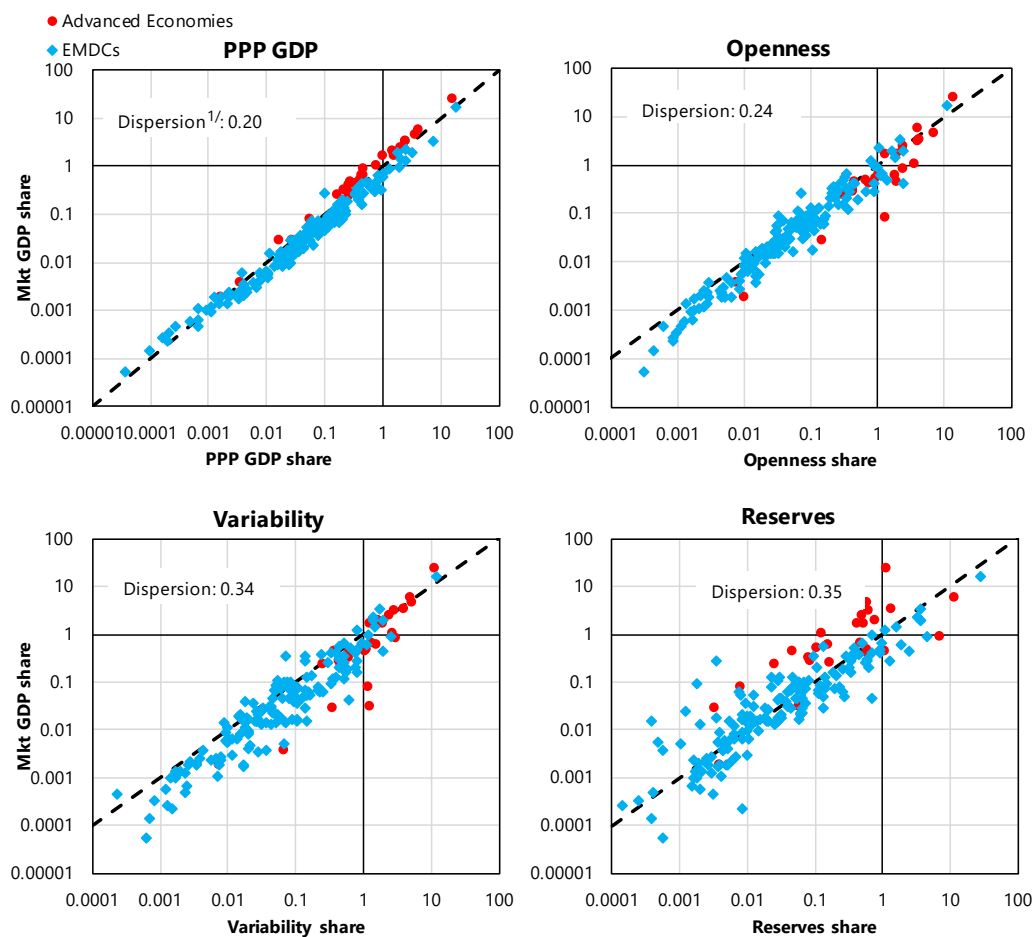 Advanced Economies
EMDCs
PPP GDP
Dispersion1/: 0.20
Mkt GDP share
100
10
1
0.1
0.01
0.001
0.0001
0.00001
0.00001 0.0001 0.001 0.01 0.1 1 10 100
PPP GDP share
Openness
Dispersion: 0.24
100
10
1
0.1
0.01
0.001
0.0001
0.00001
0.0001 0.001 0.01 0.1 1 10 100
Openness share
Variability
Dispersion: 0.34
Mkt GDP share
100
10
1
0.1
0.01
0.001
0.0001
0.00001
0.0001 0.001 0.01 0.1 1 10 100
Variability share
Reserves
Dispersion: 0.35
100
10
1
0.1
0.01
0.001
0.0001
0.00001
0.0001 0.001 0.01 0.1 1 10 100
Reserves share